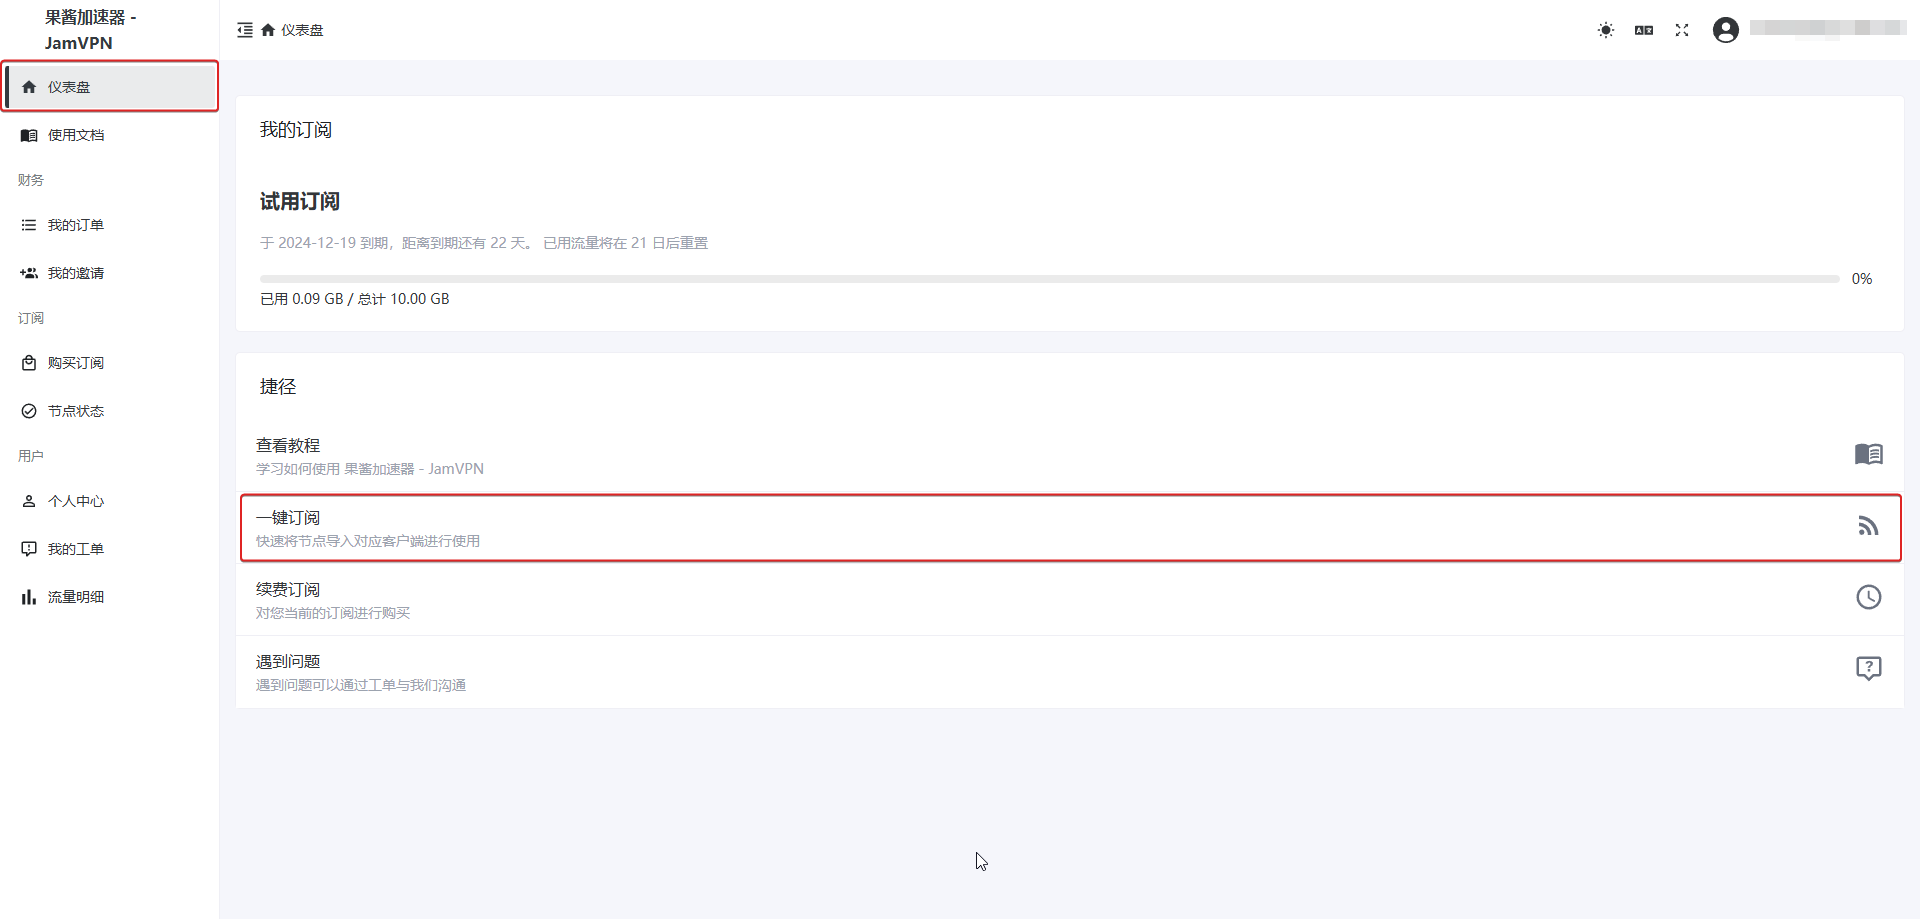 果酱加速器 -
JamVPN
仪表盘
仪表盘
使用文档
财务
我的订单
我的邀请
订阅
购买订阅
节点状态
用户
个人中心
我的工单
流量明细
我的订阅
试用订阅
于 2024-12-19 到期，距离到期还有 22 天。 已用流量将在 21 日后重置
0%
已用 0.09 GB / 总计 10.00 GB
捷径
查看教程
学习如何使用 果酱加速器 - JamVPN
一键订阅
快速将节点导入对应客户端进行使用
续费订阅
对您当前的订阅进行购买
遇到问题
遇到问题可以通过工单与我们沟通